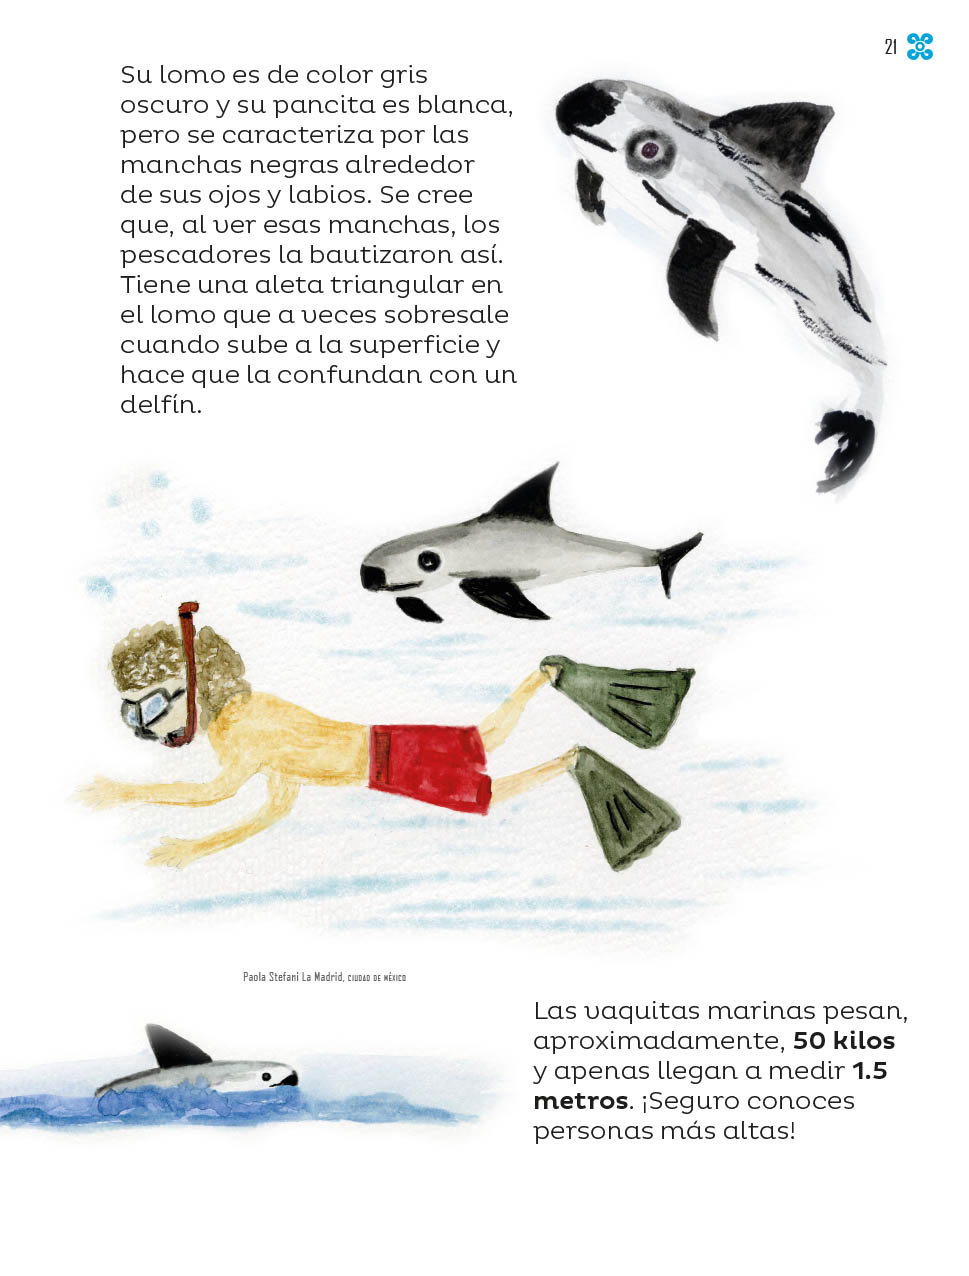 21
Su lomo es de color gris
oscuro y su pancita es blanca,
pero se caracteriza por las
manchas negras alrededor
de sus ojos y labios. Se cree
que, al ver esas manchas, los
pescadores la bautizaron así.
Tiene una aleta triangular en
el lomo que a veces sobresale
cuando sube a la superficie y
hace que la confundan con un
delfín.
Paola Stefani La Madrid, CIUDAD DE MÉXICO
Las vaquitas marinas pesan,
aproximadamente, 50 kilos
y apenas llegan a medir 1.5
metros. ¡Seguro conoces
personas más altas!